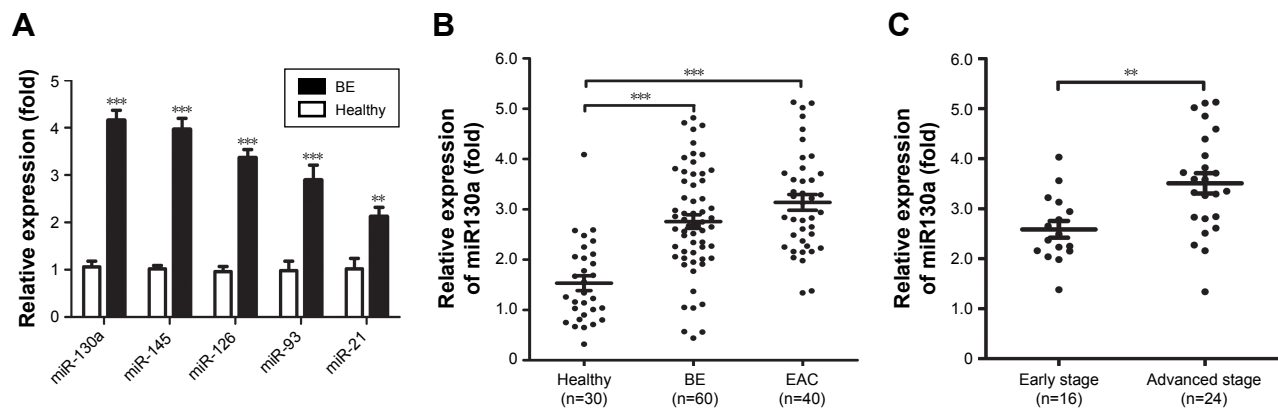 A
Relative expression (fold)
5
4
3
2
1
0
BE
Healthy
***
***
***
***
**
miR-130a
miR-145
miR-126
miR-93
miR-21
B
Relative expression
of miR130a (fold)
6.0
5.0
4.0
3.0
2.0
1.0
0
***
***
Healthy
(n=30)
BE
(n=60)
EAC
(n=40)
C
Relative expression
of miR130a (fold)
6.0
5.0
4.0
3.0
2.0
1.0
0
**
Early stage
(n=16)
Advanced stage
(n=24)